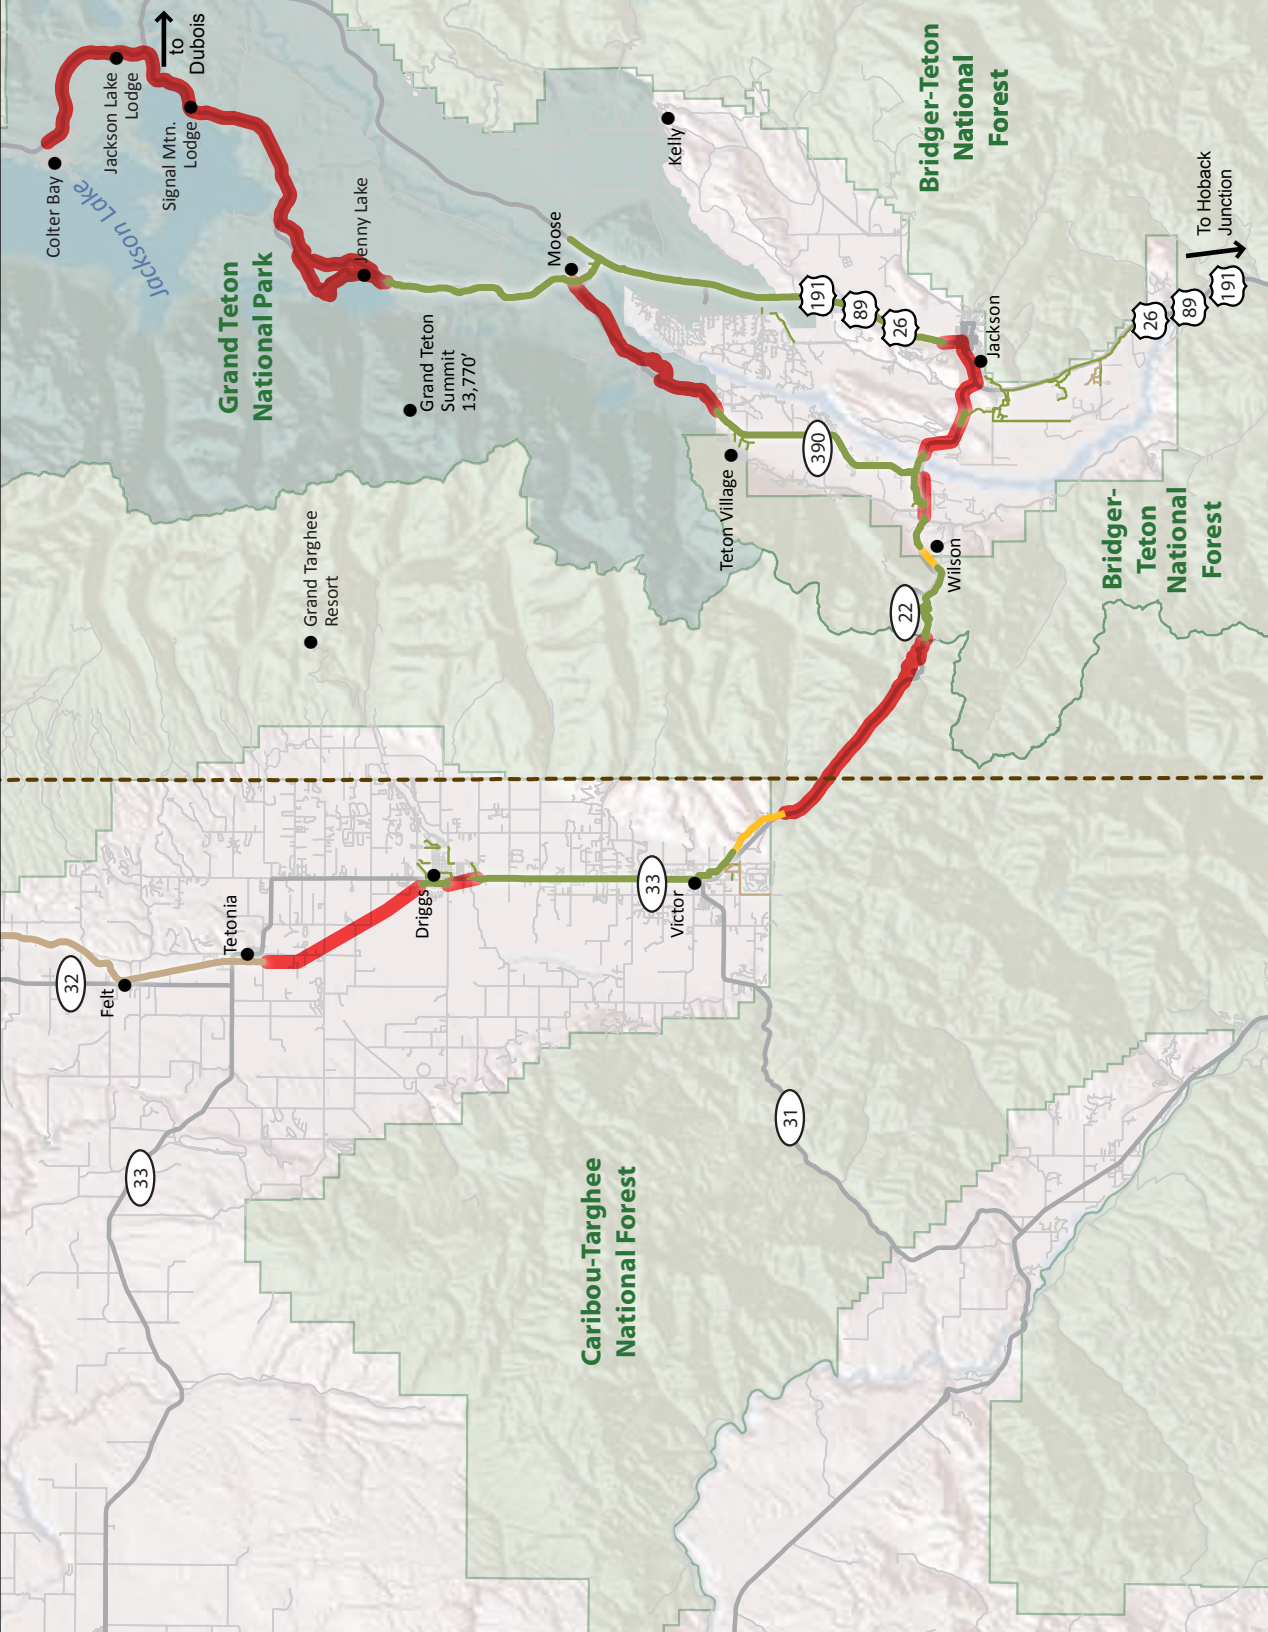 to
Dubois
Jackson Lake
Lodge
Signal Mtn.
Lodge
Colter Bay
Jackson Lake
Jenny Lake
Grand Teton
National Park
Grand Teton
Summit
13,770’
Moose
Kelly
Bridger-Teton
National
Forest
To Hoback
Junction
191
89
26
26
89
191
Jackson
390
Teton Village
Wilson
22
Bridger-
Teton
National
Forest
Grand Targhee
Resort
Driggs
33
Victor
Tetonia
32
Felt
33
31
Caribou-Targhee
National Forest